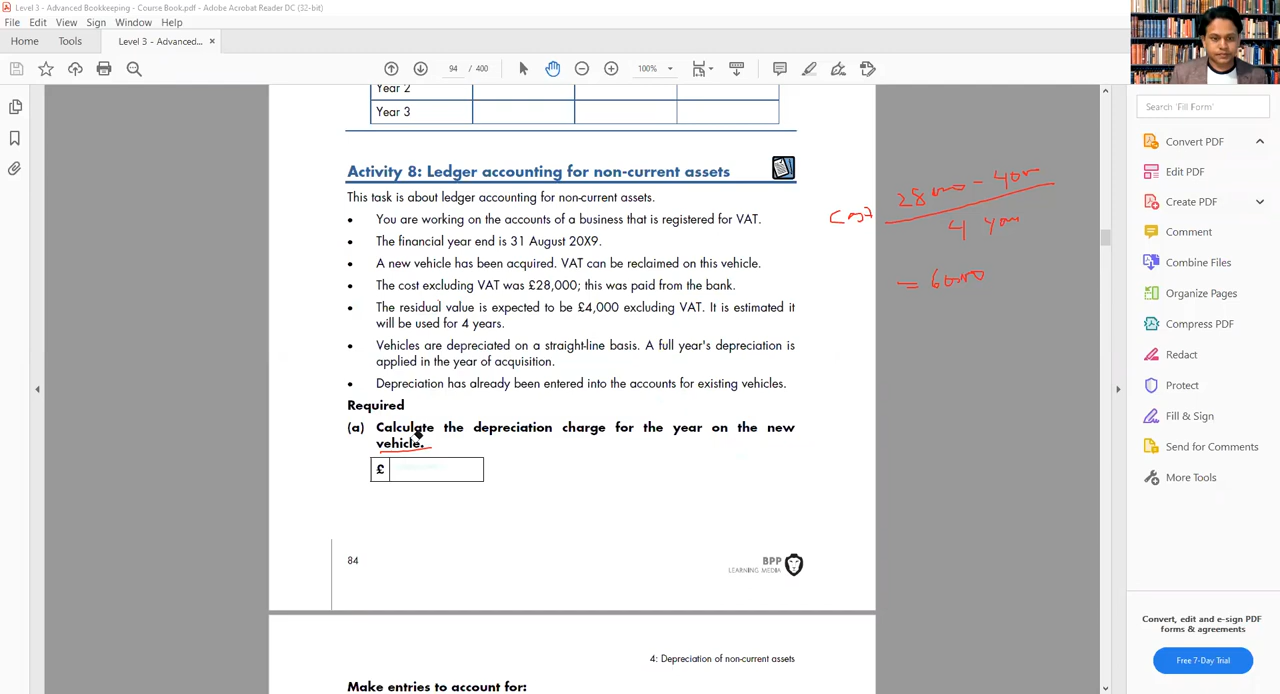 Level 3 - Advanced Bookkeeping - Course Book.pdf - Adobe Acrobat Reader DC (32-bit)
File Edit View Sign Window Help
Home Tools Level 3 - Advanced... ×
94 / 400 100%
Search 'Fill Form'
Year 2
Year 3
Activity 8: Ledger accounting for non-current assets
This task is about ledger accounting for non-current assets.
• You are working on the accounts of a business that is registered for VAT.
• The financial year end is 31 August 20X9.
• A new vehicle has been acquired. VAT can be reclaimed on this vehicle.
• The cost excluding VAT was £28,000; this was paid from the bank.
• The residual value is expected to be £4,000 excluding VAT. It is estimated it
will be used for 4 years.
• Vehicles are depreciated on a straight-line basis. A full year's depreciation is
applied in the year of acquisition.
• Depreciation has already been entered into the accounts for existing vehicles.
Required
(a) Calculate the depreciation charge for the year on the new
vehicle.
£
84
BPP
LEARNING MEDIA
4: Depreciation of non-current assets
Make entries to account for:
28000 - 4000
Cost
4 years
= 6000
Convert PDF
Edit PDF
Create PDF
Comment
Combine Files
Organize Pages
Compress PDF
Redact
Protect
Fill & Sign
Send for Comments
More Tools
Convert, edit and e-sign PDF
forms & agreements
Free 7-Day Trial